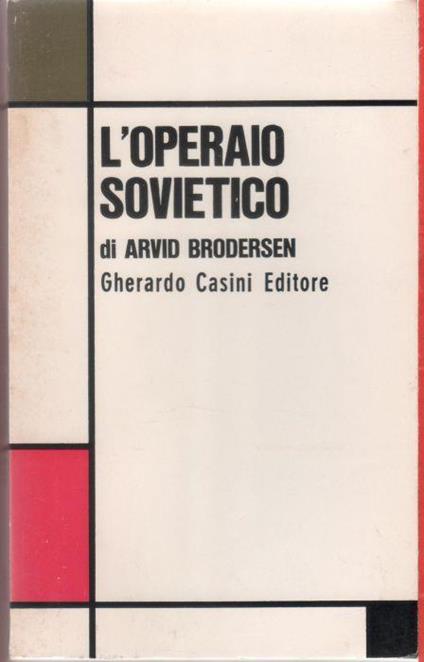 L'OPERAIO
SOVIETICO
di ARVID BRODERSEN
Gherardo Casini Editore